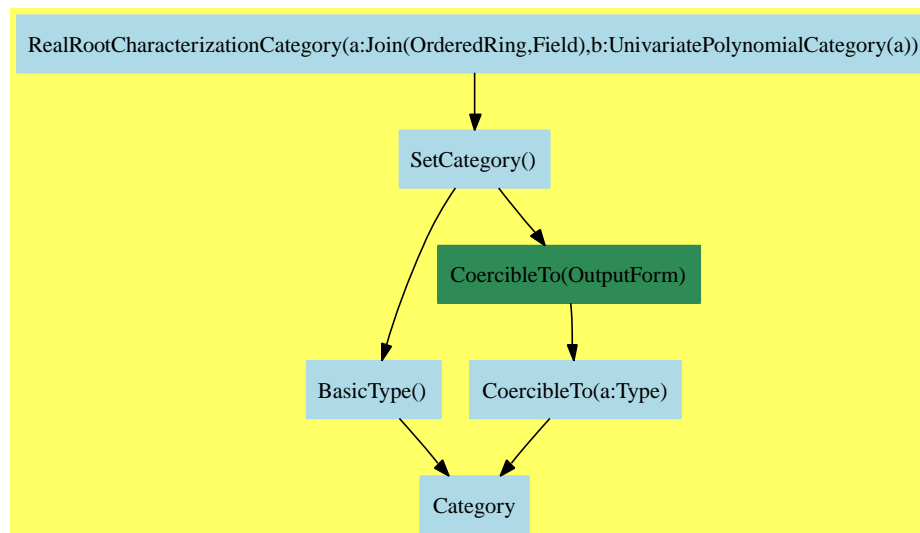 RealRootCharacterizationCategory(a:Join(OrderedRing,Field),b:UnivariatePolynomialCategory(a))
SetCategory()
CoercibleTo(OutputForm)
BasicType()
CoercibleTo(a:Type)
Category